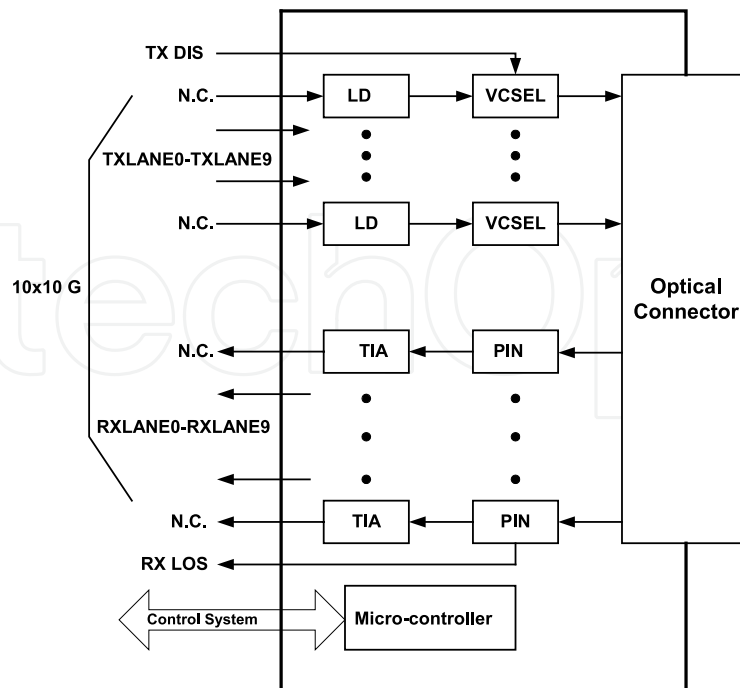 TX DIS
N.C.
LD
VCSEL
TXLANE0-TXLANE9
N.C.
LD
VCSEL
10x10 G
Optical
Connector
N.C.
TIA
PIN
RXLANE0-RXLANE9
N.C.
TIA
PIN
RX LOS
Control System
Micro-controller